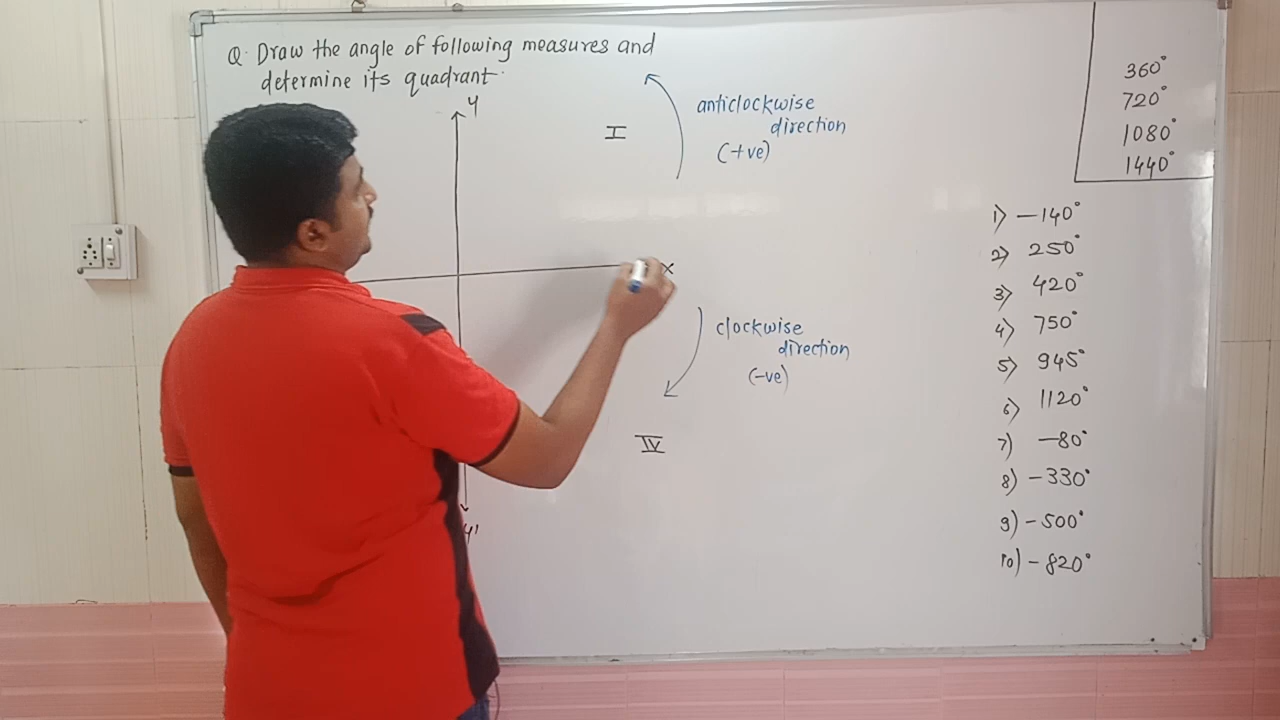 Q. Draw the angle of following measures and
determine its quadrant.
y
I
anticlockwise
direction
(+ve)
x
clockwise
direction
(-ve)
IV
y'
360°
720°
1080°
1440°
1) -140°
2) 250°
3) 420°
4) 750°
5) 945°
6) 1120°
7) -80°
8) -330°
9) -500°
10) -820°